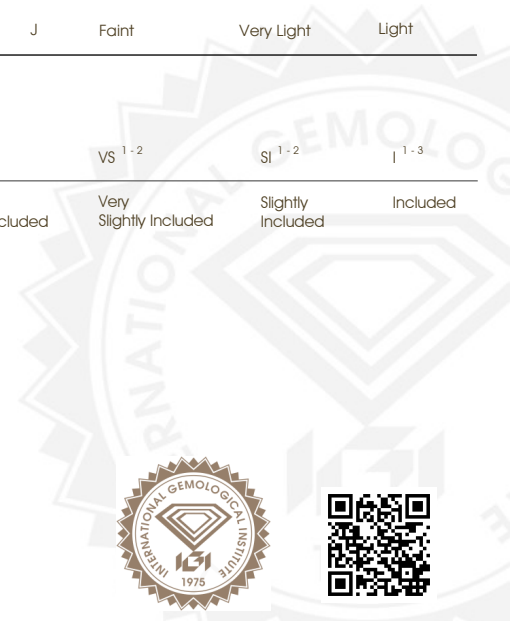 J Faint Very Light Light
VS 1 - 2 SI 1 - 2 I 1 - 3
Very Slightly Included
Slightly Included cluded Included
INTERNATIONAL GEMOLOGICAL INSTITUTE
IGI
1975